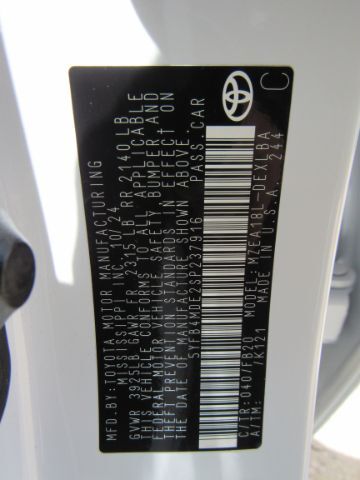 MFD. BY: TOYOTA MOTOR MANUFACTURING
MISSISSIPPI INC. 10/24
GVWR 3925LB GAWR FR 2315 LB RR 2140 LB
THIS VEHICLE CONFORMS TO ALL APPLICABLE
FEDERAL MOTOR VEHICLE SAFETY BUMPER AND
THEFT PREVENTION STANDARDS IN EFFECT ON
THE DATE OF MANUFACTURE SHOWN ABOVE.
5YFB4MDE2SP237916 PASS. CAR
C/TR: 040/FB20 MODEL: MZEA18L-DEXLBA
A/TM: /K121 MADE IN U.S.A. 244
TOYOTA
C